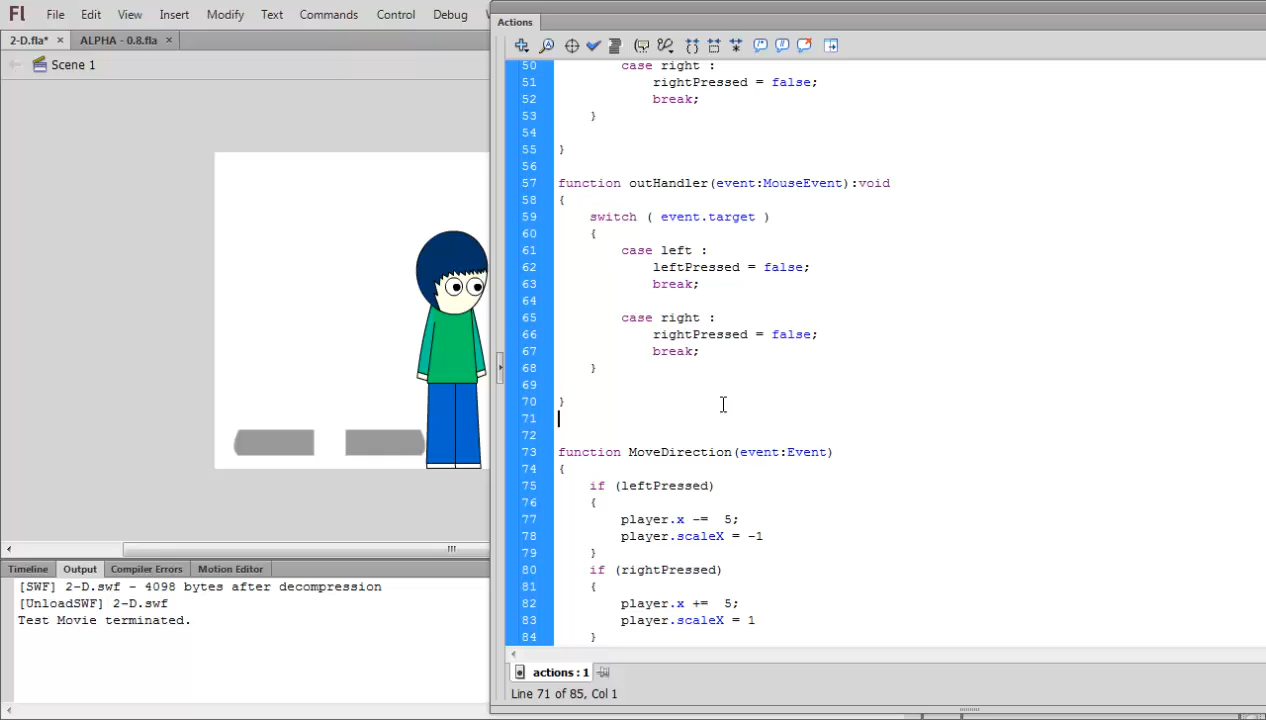 Fl File Edit View Insert Modify Text Commands Control Debug
2-D.fla* × ALPHA - 0.8.fla ×
Scene 1
Actions
50 case right :
51 rightPressed = false;
52 break;
53 }
54
55 }
56
57 function outHandler(event:MouseEvent):void
58 {
59 switch ( event.target )
60 {
61 case left :
62 leftPressed = false;
63 break;
64
65 case right :
66 rightPressed = false;
67 break;
68 }
69
70 }
71
72
73 function MoveDirection(event:Event)
74 {
75 if (leftPressed)
76 {
77 player.x -= 5;
78 player.scaleX = -1
79 }
80 if (rightPressed)
81 {
82 player.x += 5;
83 player.scaleX = 1
84 }
actions : 1
Line 71 of 85, Col 1
Timeline Output Compiler Errors Motion Editor
[SWF] 2-D.swf - 4098 bytes after decompression
[UnloadSWF] 2-D.swf
Test Movie terminated.